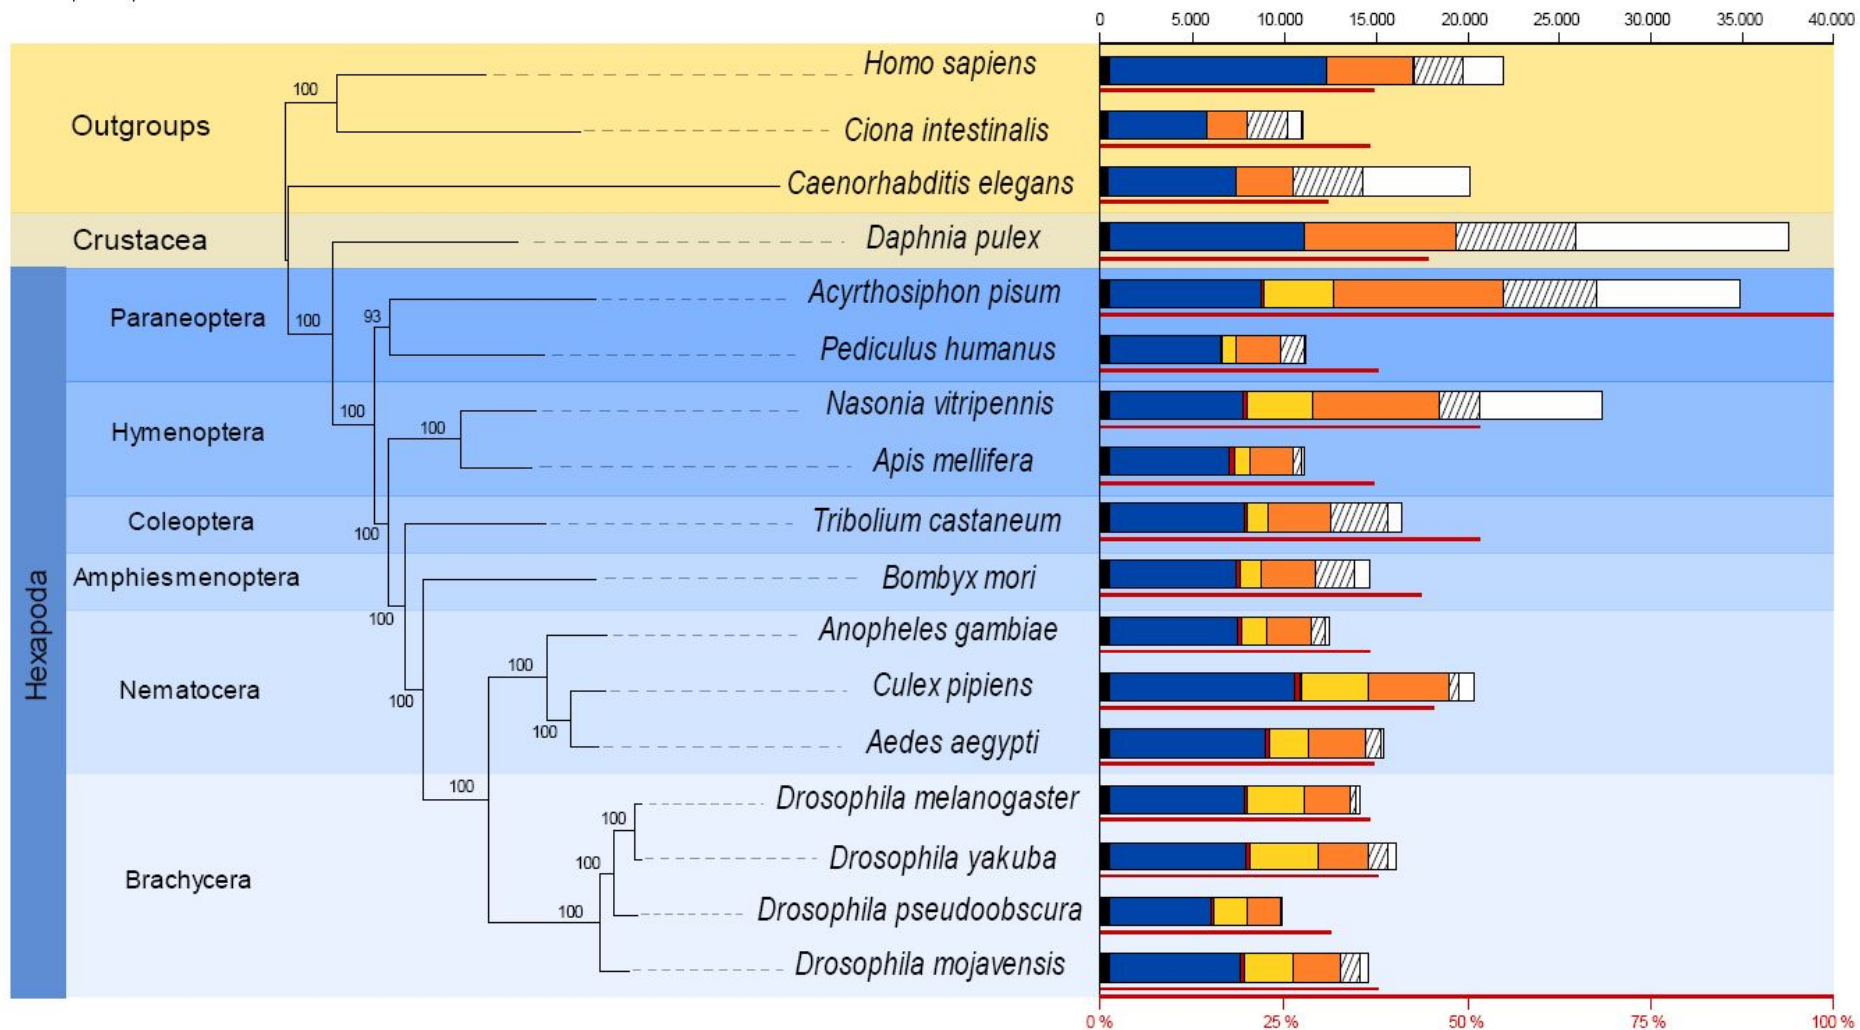 0 5.000 10.000 15.000 20.000 25.000 30.000 35.000 40.000
Homo sapiens
100
Outgroups
Ciona intestinalis
Caenorhabditis elegans
Crustacea
Daphnia pulex
Acyrthosiphon pisum
Paraneoptera
100
93
Pediculus humanus
Nasonia vitripennis
100
Hymenoptera
100
Apis mellifera
Coleoptera
Tribolium castaneum
100
Amphiesmenoptera
Bombyx mori
Hexapoda
100
Anopheles gambiae
100
Nematocera
Culex pipiens
100
100
Aedes aegypti
100
Drosophila melanogaster
100
100
Drosophila yakuba
Brachycera
100
Drosophila pseudoobscura
Drosophila mojavensis
0 % 25 % 50 % 75 % 100 %